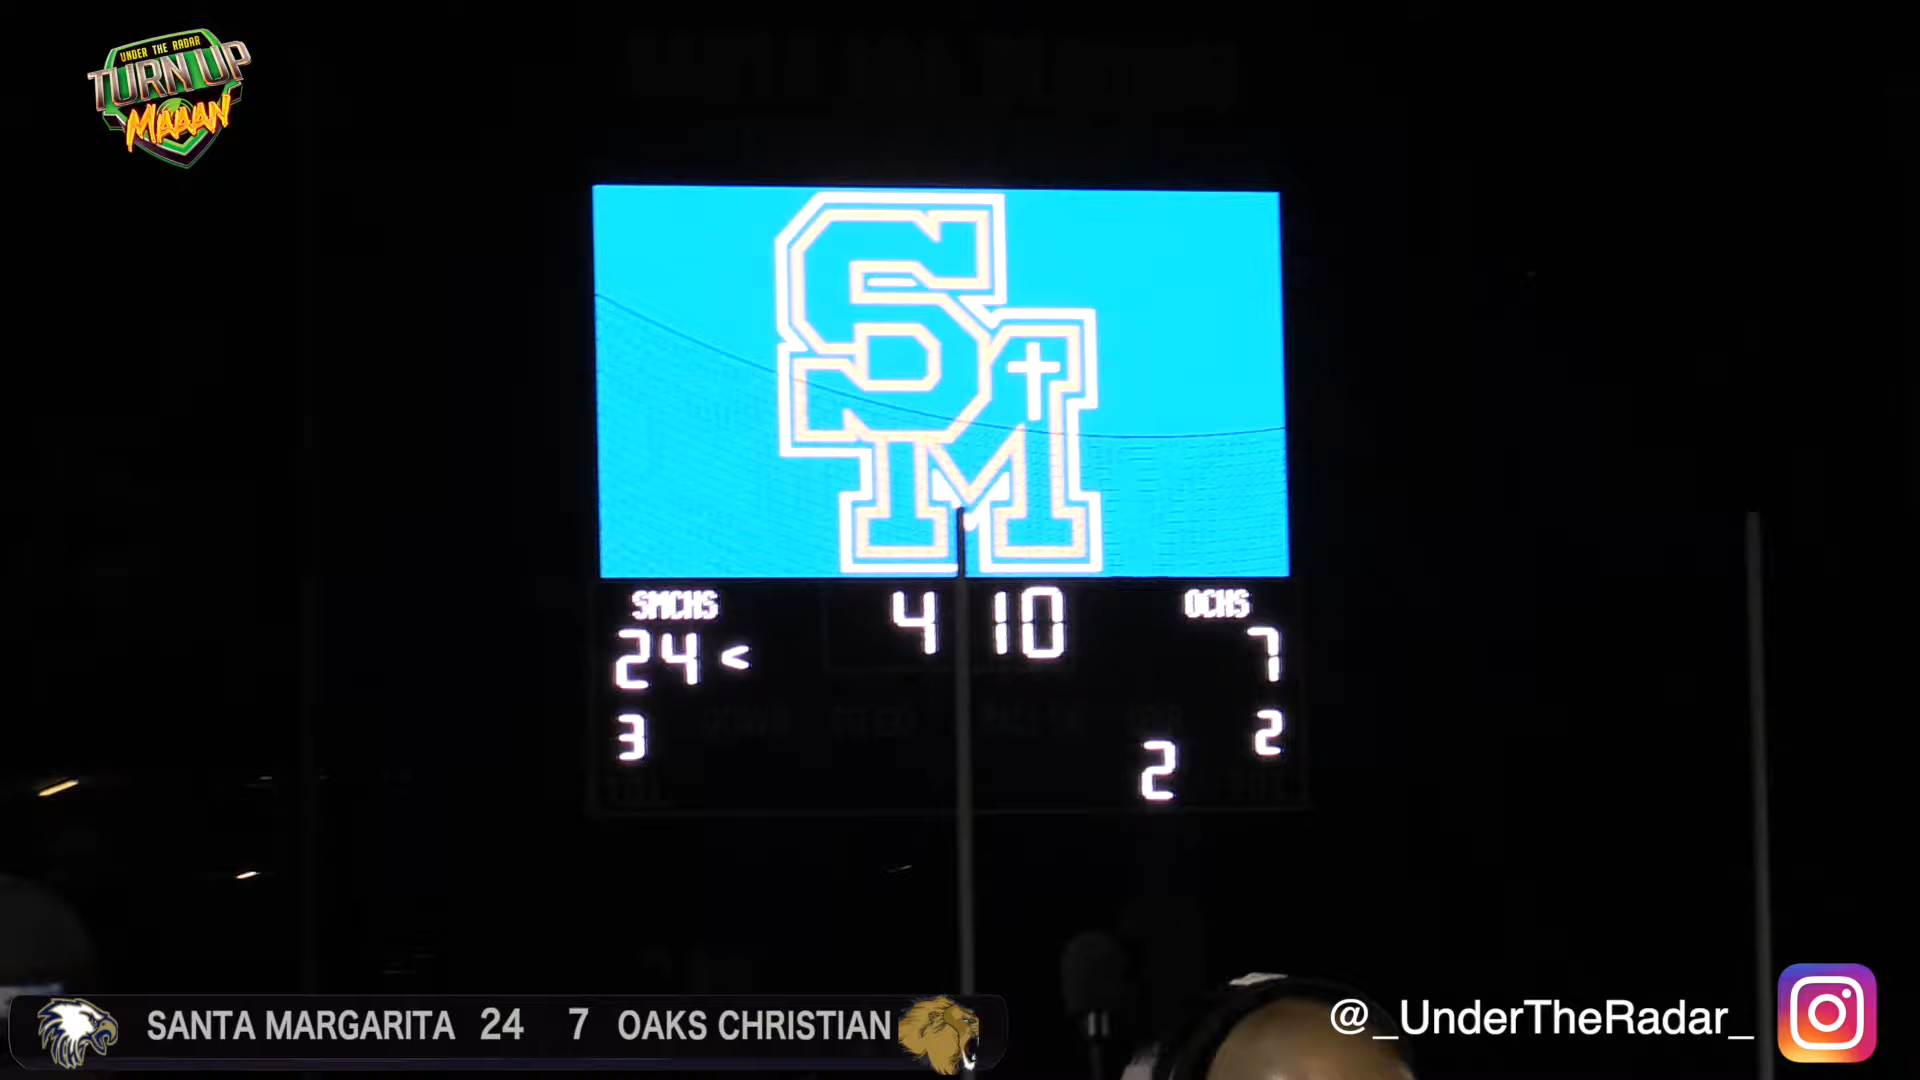 UNDER THE RADAR
TURN UP
MAAAN
SM
SMCHS
4 10
OCHS
24 <
7
3
2
2
SANTA MARGARITA 24 7 OAKS CHRISTIAN
@_UnderTheRadar_